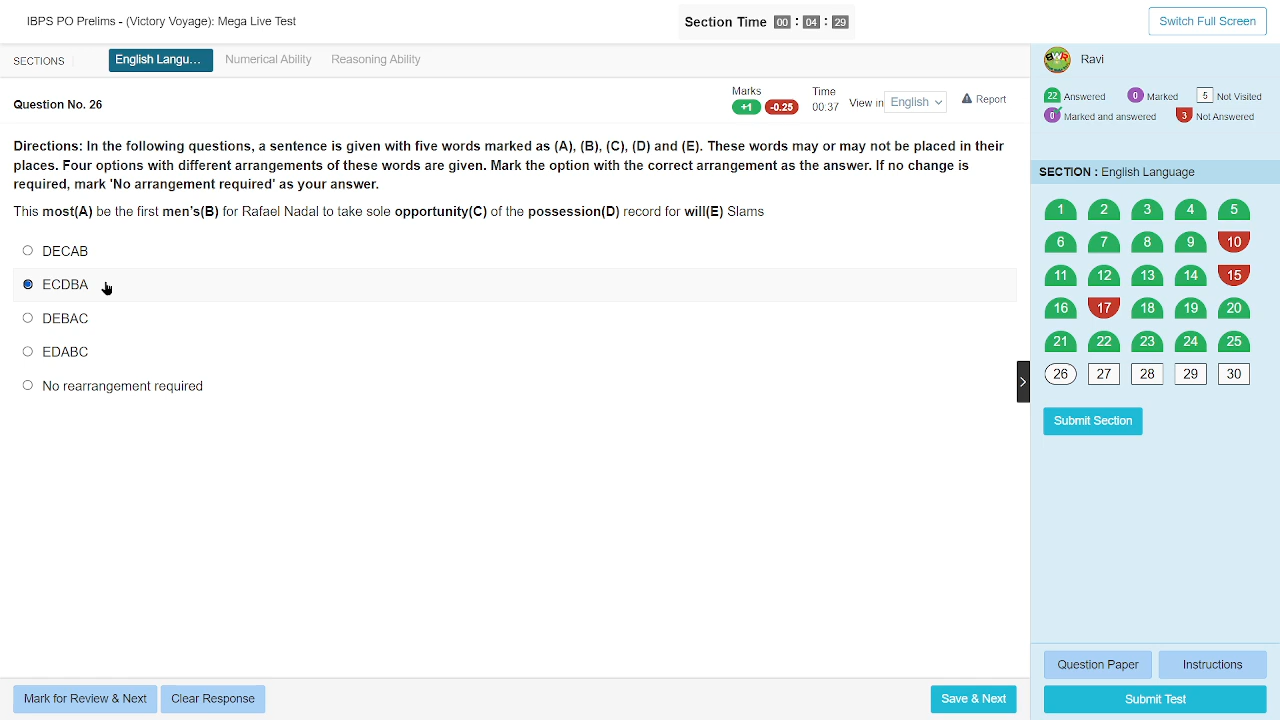 IBPS PO Prelims - (Victory Voyage): Mega Live Test
Section Time 00 : 04 : 29
Switch Full Screen
SECTIONS
English Langu...
Numerical Ability
Reasoning Ability
Ravi
22 Answered
0 Marked
5 Not Visited
0 Marked and answered
3 Not Answered
Question No. 26
Marks
+1 -0.25
Time
00.37
View in English
Report
Directions: In the following questions, a sentence is given with five words marked as (A), (B), (C), (D) and (E). These words may or may not be placed in their
places. Four options with different arrangements of these words are given. Mark the option with the correct arrangement as the answer. If no change is
required, mark 'No arrangement required' as your answer.
This most(A) be the first men's(B) for Rafael Nadal to take sole opportunity(C) of the possession(D) record for will(E) Slams
DECAB
ECDBA
DEBAC
EDABC
No rearrangement required
SECTION : English Language
1 2 3 4 5
6 7 8 9 10
11 12 13 14 15
16 17 18 19 20
21 22 23 24 25
26 27 28 29 30
Submit Section
Question Paper
Instructions
Mark for Review & Next
Clear Response
Save & Next
Submit Test